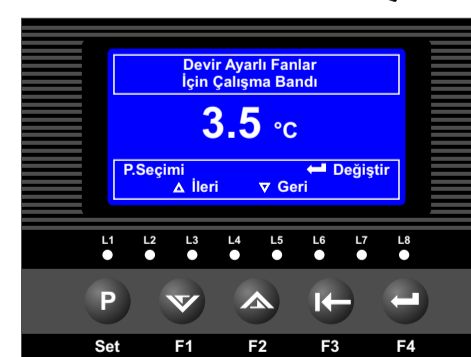 Devir Ayarlı Fanlar
İçin Çalışma Bandı
3.5 °C
P.Seçimi Değiştir
İleri Geri
L1 L2 L3 L4 L5 L6 L7 L8
P
Set F1 F2 F3 F4